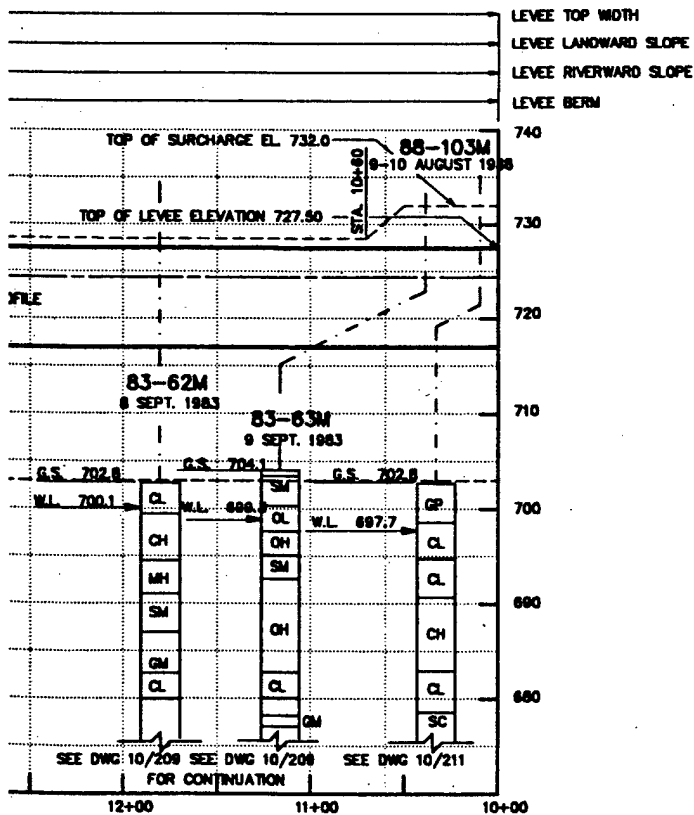 LEVEE TOP WIDTH
LEVEE LANDWARD SLOPE
LEVEE RIVERWARD SLOPE
LEVEE BERM
740
TOP OF SURCHARGE EL. 732.0
88-103M
9-10 AUGUST 1988
STA. 10+60
TOP OF LEVEE ELEVATION 727.50
730
720
710
83-62M
8 SEPT. 1983
83-63M
9 SEPT. 1983
G.S. 702.8
G.S. 704.1
G.S. 702.8
W.L. 700.1
W.L.
W.L. 697.7
700
690
680
CL
CH
MH
SM
GM
CL
SM
OL
OH
SM
OH
CL
GM
GP
CL
CL
CH
CL
SC
SEE DWG 10/209 SEE DWG 10/209 SEE DWG 10/211
FOR CONTINUATION
12+00 11+00 10+00